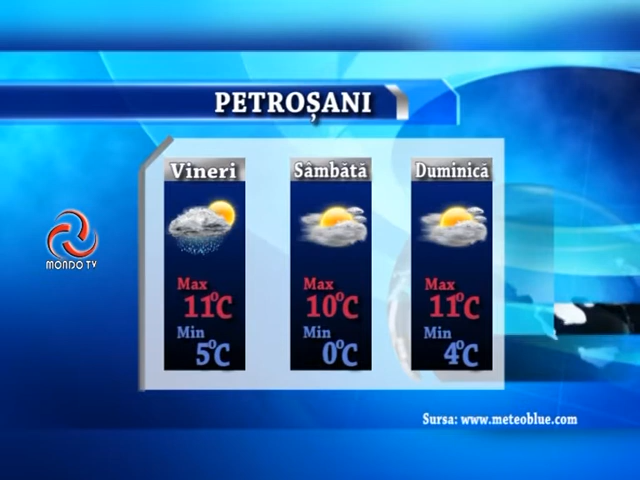 PETROȘANI
Vineri
Max
11°C
Min
5°C
Sâmbătă
Max
10°C
Min
0°C
Duminică
Max
11°C
Min
4°C
MONDO TV
Sursa: www.meteoblue.com